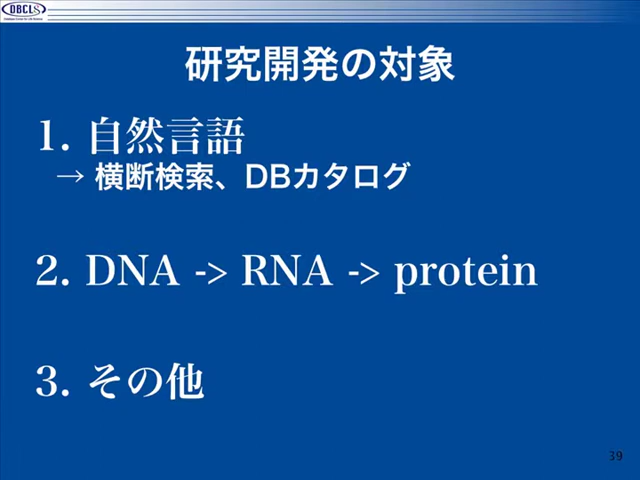 DBCLS
研究開発の対象
1. 自然言語
→ 横断検索、DBカタログ
2. DNA -> RNA -> protein
3. その他
39